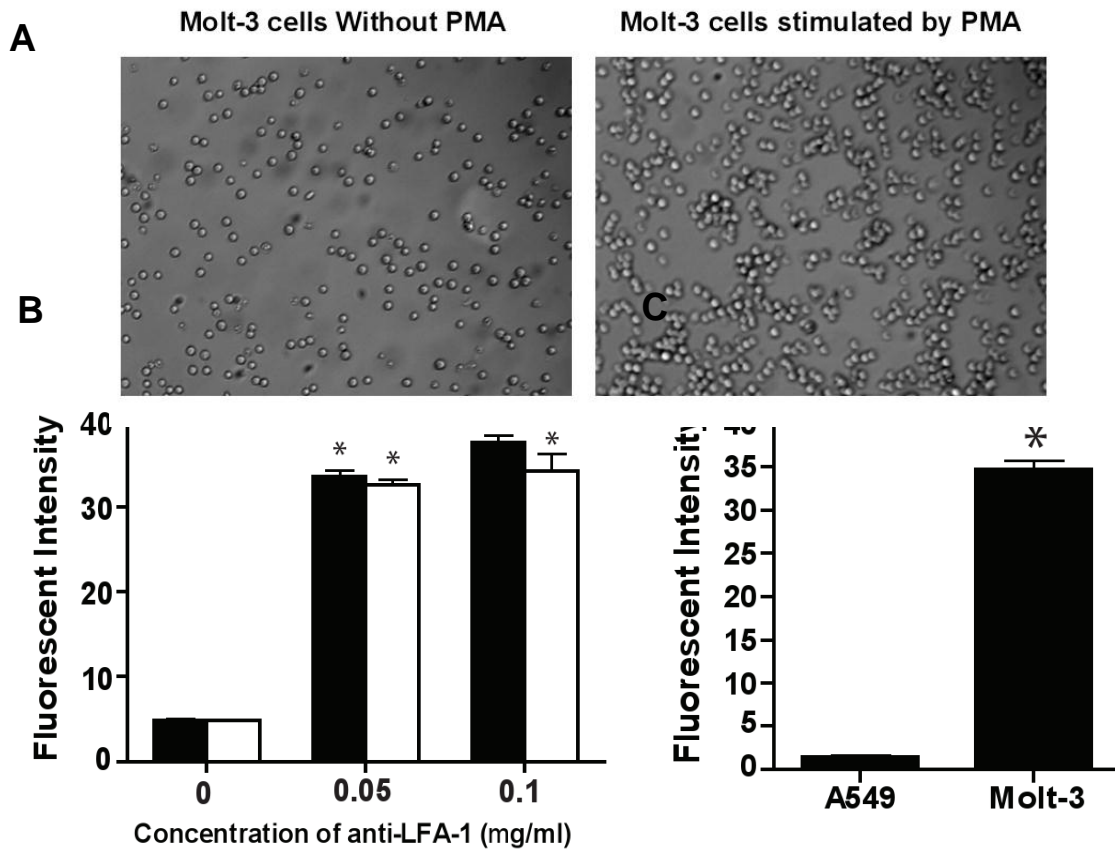 A
Molt-3 cells Without PMA
Molt-3 cells stimulated by PMA
B
C
Fluorescent Intensity
40
30
20
10
0
*
*
*
0
0.05
0.1
Concentration of anti-LFA-1 (mg/ml)
Fluorescent Intensity
40
35
30
25
20
15
10
5
0
*
A549
Molt-3